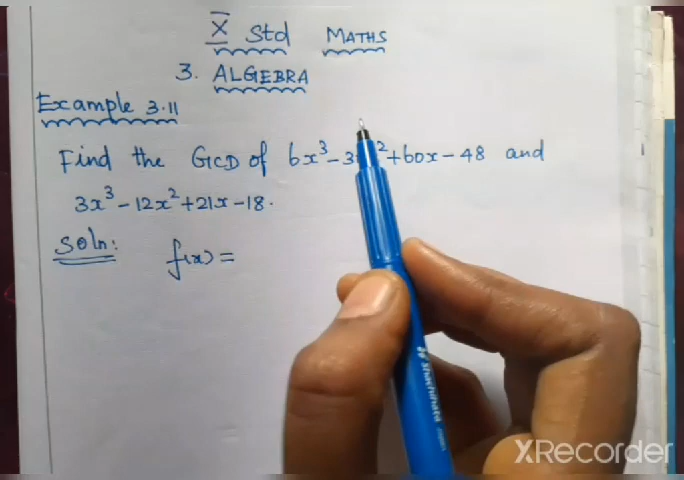 X Std MATHS
3. ALGEBRA
Example 3.11
Find the GCD of 6x³ - 3 ² + 60x - 48 and
3x³ - 12x² + 21x - 18.
Soln: f(x) =
XRecorder